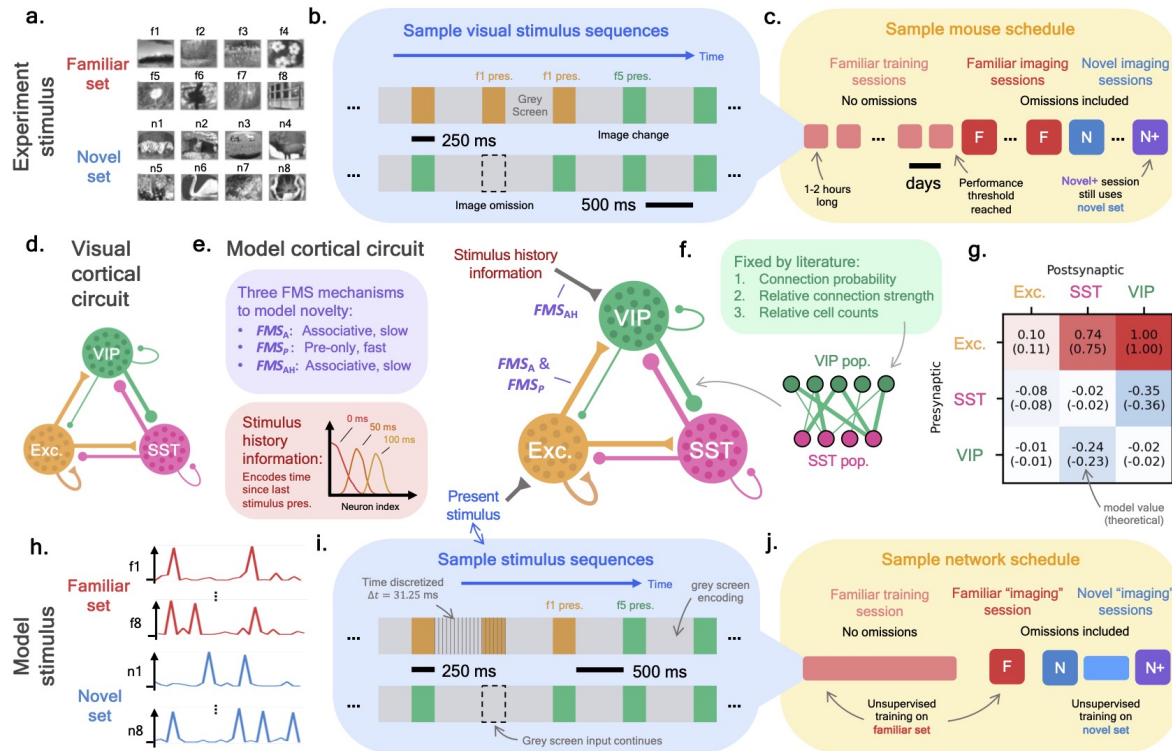 a.
Experiment
stimulus
Familiar
set
f1 f2 f3 f4
f5 f6 f7 f8
Novel
set
n1 n2 n3 n4
n5 n6 n7 n8
b.
Sample visual stimulus sequences
Time
f1 pres. f1 pres. f5 pres.
...
Grey
Screen
...
250 ms
Image change
...
...
Image omission
500 ms
c.
Sample mouse schedule
Familiar training
sessions
Familiar imaging
sessions
Novel imaging
sessions
No omissions
Omissions included
... F ... F N ... N+
1-2 hours
long
days
Performance
threshold
reached
Novel+ session
still uses
novel set
d.
Visual
cortical
circuit
VIP
Exc.
SST
e.
Model cortical circuit
Three FMS mechanisms
to model novelty:
• FMS_A: Associative, slow
• FMS_P: Pre-only, fast
• FMS_AH: Associative, slow
Stimulus
history
information:
Encodes time
since last
stimulus pres.
0 ms
50 ms
100 ms
Neuron index
Stimulus history
information
FMS_AH
VIP
FMS_A &
FMS_P
Exc.
SST
Present
stimulus
f.
Fixed by literature:
1. Connection probability
2. Relative connection strength
3. Relative cell counts
VIP pop.
SST pop.
g.
Postsynaptic
Exc. SST VIP
Presynaptic
Exc.
0.10 0.74 1.00
(0.11) (0.75) (1.00)
SST
-0.08 -0.02 -0.35
(-0.08) (-0.02) (-0.36)
VIP
-0.01 -0.24 -0.02
(-0.01) (-0.23) (-0.02)
model value
(theoretical)
h.
Model
stimulus
Familiar
set
f1
...
f8
Novel
set
n1
...
n8
i.
Sample stimulus sequences
Time discretized
Δt = 31.25 ms
Time
f1 pres. f5 pres.
grey screen
encoding
...
...
250 ms
500 ms
...
...
Grey screen input continues
j.
Sample network schedule
Familiar training
session
Familiar “imaging”
session
Novel “imaging”
sessions
No omissions
Omissions included
F N N+
Unsupervised
training on
familiar set
Unsupervised
training on
novel set